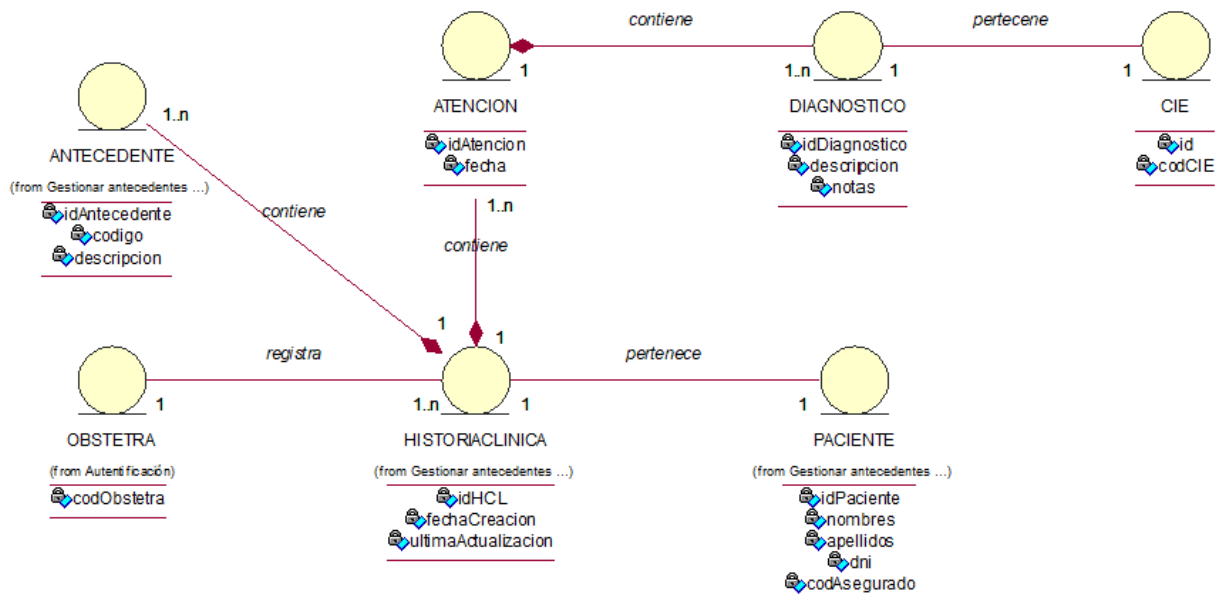 contiene
pertecene
1
1..n
1
1
ATENCION
idAtencion
fecha
DIAGNOSTICO
idDiagnostico
descripcion
notas
CIE
id
codCIE
1..n
ANTECEDENTE
(from Gestionar antecedentes ...)
idAntecedente
codigo
descripcion
contiene
1
1..n
contiene
1
registra
1
1..n
pertenece
1
1
OBSTETRA
(from Autentificación)
codObstetra
HISTORIACLINICA
(from Gestionar antecedentes ...)
idHCL
fechaCreacion
ultimaActualizacion
PACIENTE
(from Gestionar antecedentes ...)
idPaciente
nombres
apellidos
dni
codAsegurado